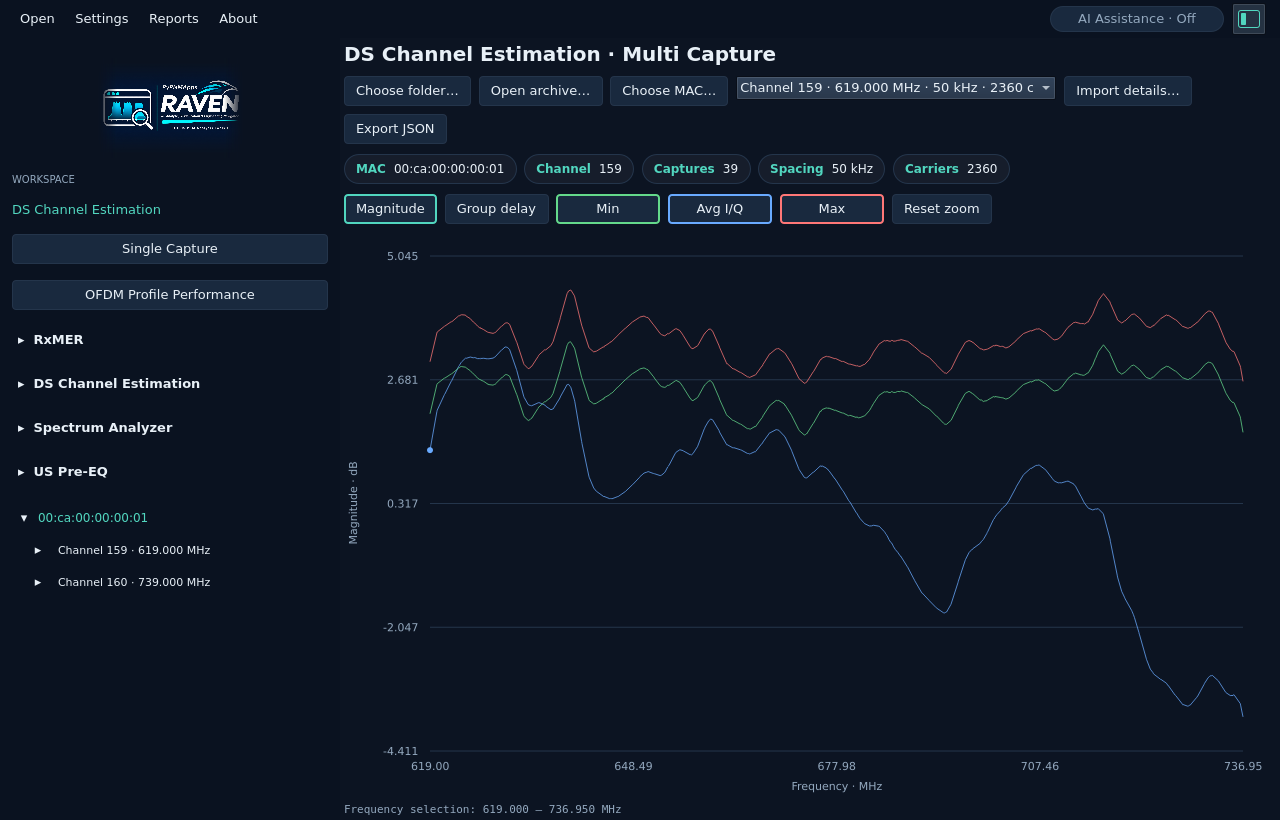 Open Settings Reports About
AI Assistance · Off
PyPNMApps
RAVEN
WORKSPACE
DS Channel Estimation
Single Capture
OFDM Profile Performance
▸ RxMER
▸ DS Channel Estimation
▸ Spectrum Analyzer
▸ US Pre-EQ
▾ 00:ca:00:00:00:01
▸ Channel 159 · 619.000 MHz
▸ Channel 160 · 739.000 MHz
DS Channel Estimation · Multi Capture
Choose folder... Open archive... Choose MAC... Channel 159 · 619.000 MHz · 50 kHz · 2360 c Import details...
Export JSON
MAC 00:ca:00:00:00:01 Channel 159 Captures 39 Spacing 50 kHz Carriers 2360
Magnitude Group delay Min Avg I/Q Max Reset zoom
5.045
2.681
0.317
-2.047
-4.411
Magnitude · dB
619.00 648.49 677.98 707.46 736.95
Frequency · MHz
Frequency selection: 619.000 – 736.950 MHz